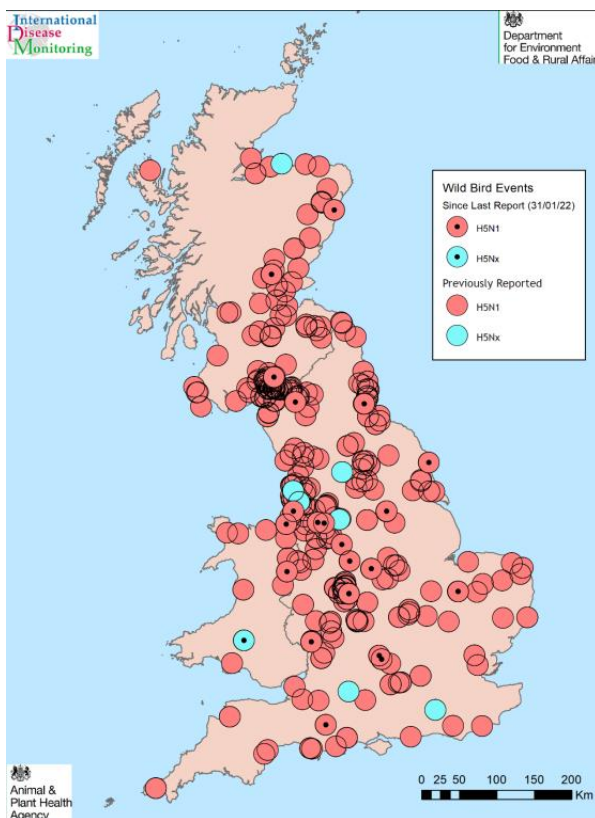 International
Disease
Monitoring
Department
for Environment
Food & Rural Affair
Wild Bird Events
Since Last Report (31/01/22)
H5N1
H5Nx
Previously Reported
H5N1
H5Nx
Animal &
Plant Health
Agency
0 25 50 100 150 200
Km